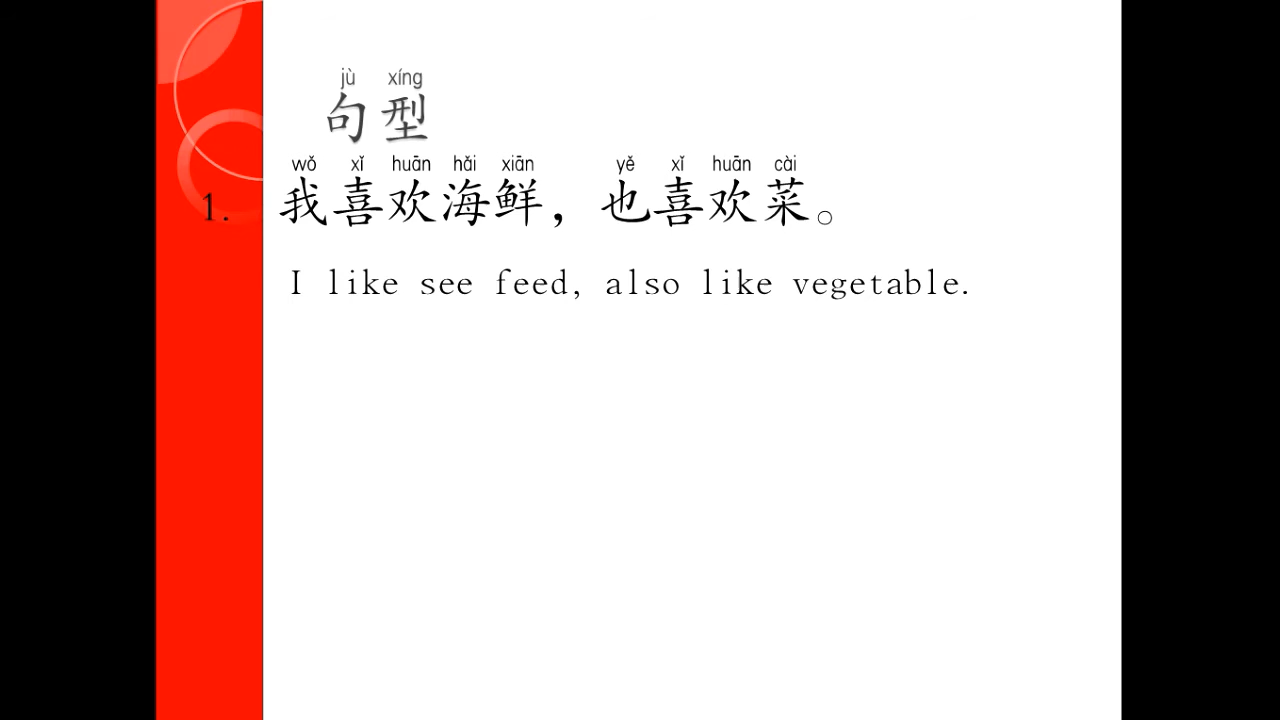 jù xíng
句型
wǒ xǐ huān hǎi xiān yě xǐ huān cài
1. 我喜欢海鲜，也喜欢菜。
I like see feed, also like vegetable.